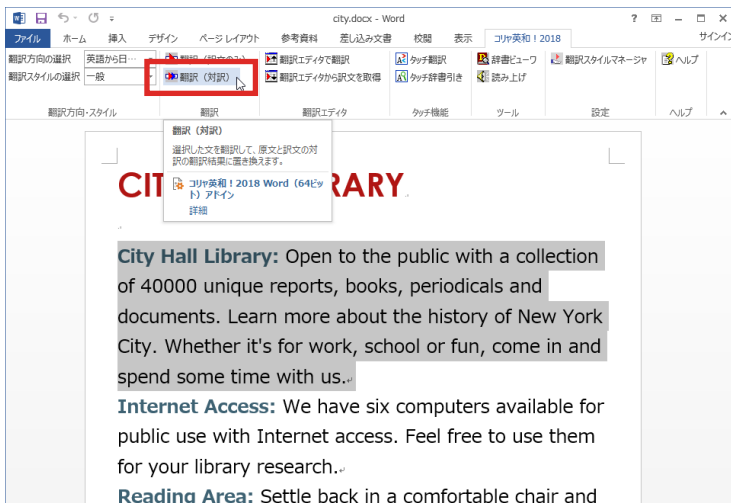 city.docx - Word
ファイル ホーム 挿入 デザイン ページ レイアウト 参考資料 差し込み文書 校閲 表示 コリャ英和！2018 サインイン
翻訳方向の選択 英語から日… 翻訳（訳文のみ） 翻訳エディタで翻訳 タッチ翻訳 辞書ビューワ 翻訳スタイルマネージャ ヘルプ
翻訳スタイルの選択 一般 翻訳（対訳） 翻訳エディタから訳文を取得 タッチ辞書引き 読み上げ
翻訳方向・スタイル 翻訳 翻訳エディタ タッチ機能 ツール 設定 ヘルプ
翻訳（対訳）
選択した文を翻訳して、原文と訳文の対
訳の翻訳結果に置き換えます。
コリャ英和！2018 Word（64ビッ
ト）アドイン
詳細
City Hall Library: Open to the public with a collection
of 40000 unique reports, books, periodicals and
documents. Learn more about the history of New York
City. Whether it's for work, school or fun, come in and
spend some time with us.
Internet Access: We have six computers available for
public use with Internet access. Feel free to use them
for your library research.
Reading Area: Settle back in a comfortable chair and